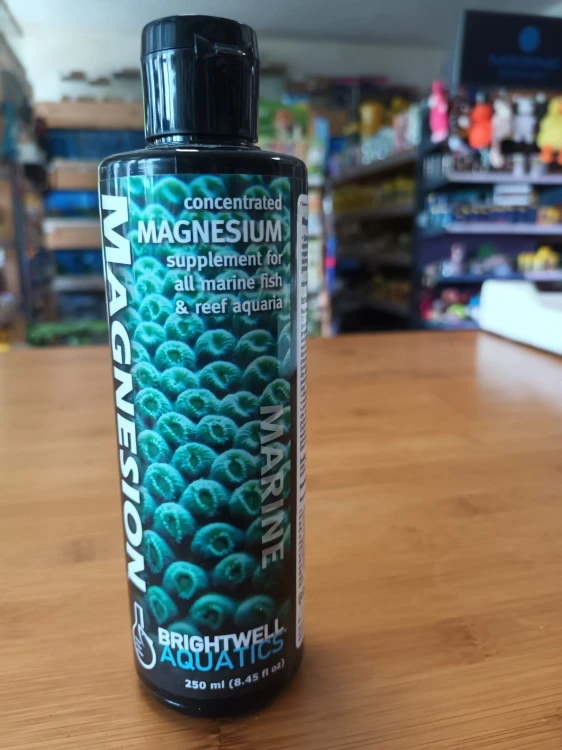 concentrated
MAGNESIUM
supplement for
all marine fish
& reef aquaria
MAGNESION
MARINE
BRIGHTWELL
AQUATICS
250 ml (8.45 fl oz)